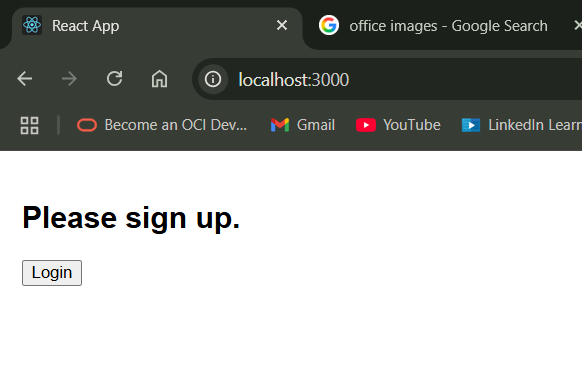 React App
office images - Google Search
localhost:3000
Become an OCI Dev...
Gmail
YouTube
LinkedIn Learn
Please sign up.
Login